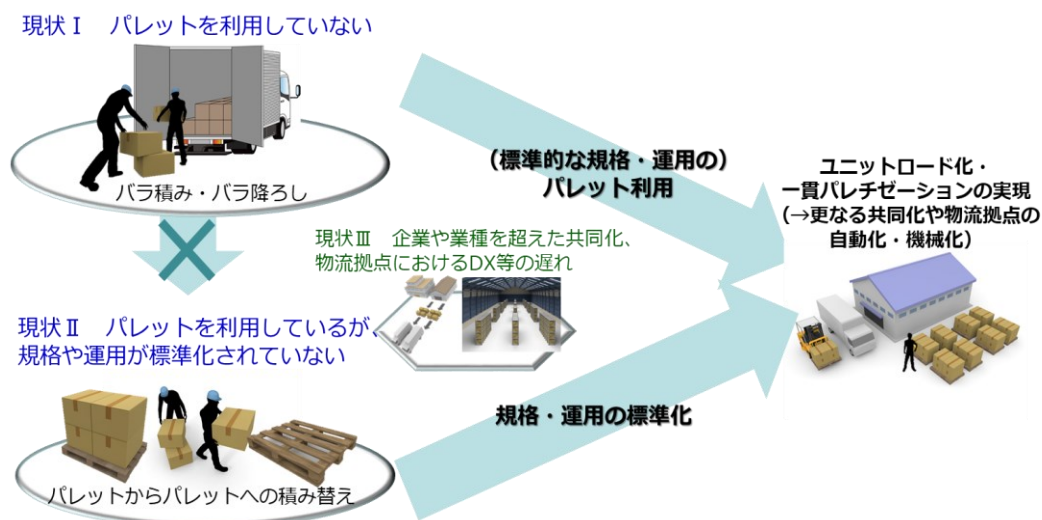 現状Ⅰ　パレットを利用していない
バラ積み・バラ降ろし
(標準的な規格・運用の)
パレット利用
ユニットロード化・
一貫パレチゼーションの実現
(→更なる共同化や物流拠点の
自動化・機械化)
現状Ⅲ　企業や業種を超えた共同化、
物流拠点におけるDX等の遅れ
現状Ⅱ　パレットを利用しているが、
規格や運用が標準化されていない
パレットからパレットへの積み替え
規格・運用の標準化